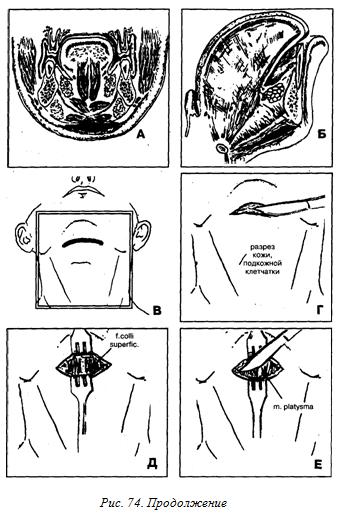 А
Б
В
разрез
кожи,
подкожной
клетчатки
Г
f.colli
superfic.
Д
m. platysma
Е
Рис. 74. Продолжение